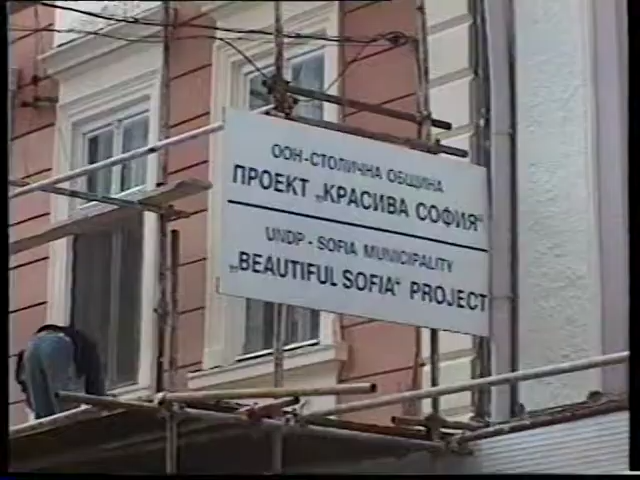 ООН-СТОЛИЧНА ОБЩИНА
ПРОЕКТ „КРАСИВА СОФИЯ“
UNDP - SOFIA MUNICIPALITY
„BEAUTIFUL SOFIA“ PROJECT